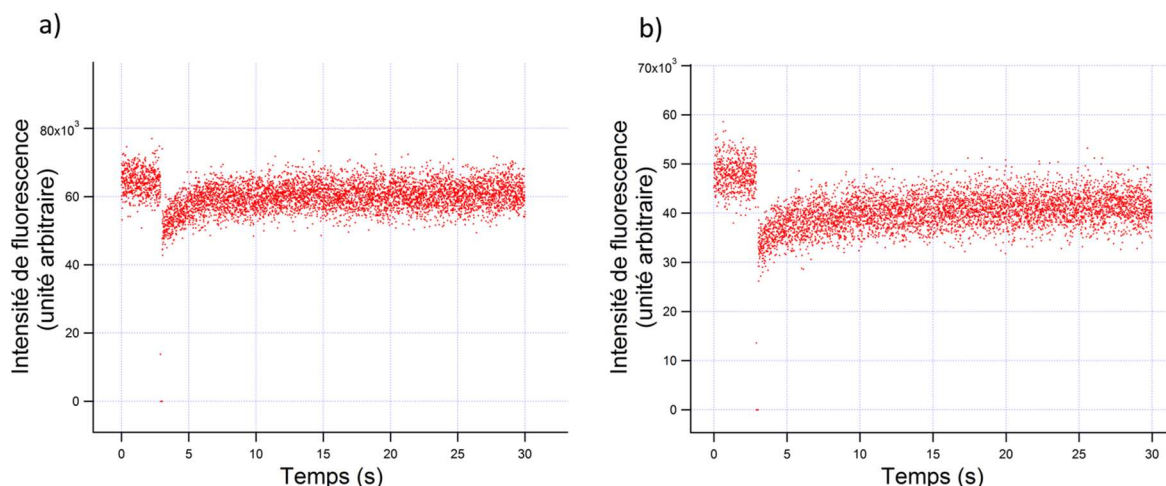 a)
80x10³
60
40
20
0
0 5 10 15 20 25 30
Temps (s)
Intensité de fluorescence
(unité arbitraire)
b)
70x10³
60
50
40
30
20
10
0
0 5 10 15 20 25 30
Temps (s)
Intensité de fluorescence
(unité arbitraire)